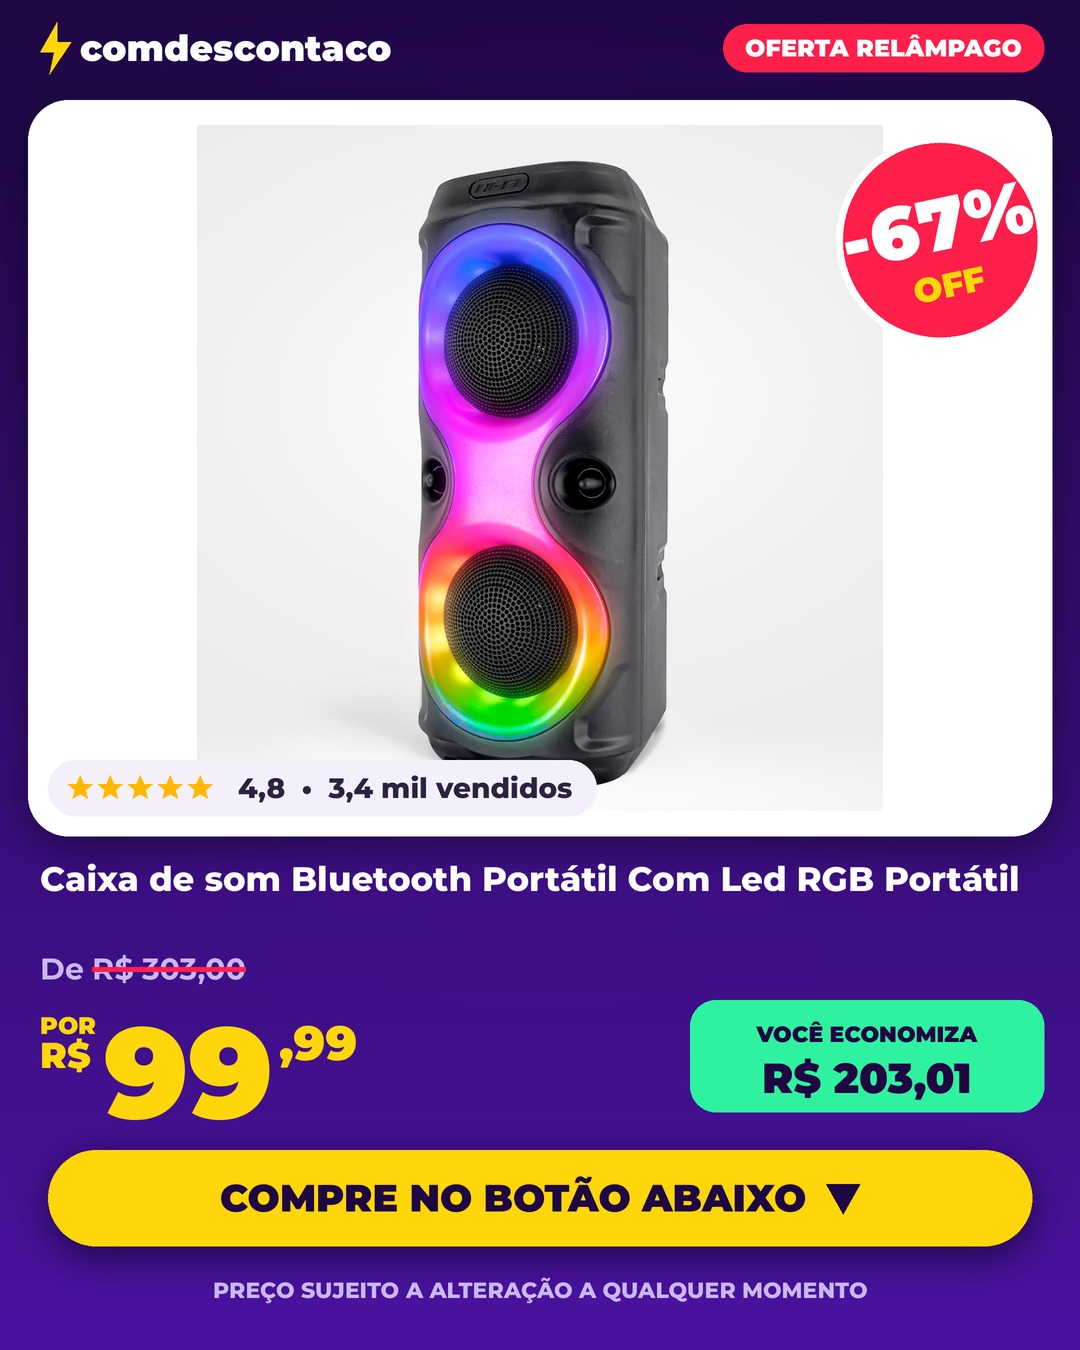 comdescontaco
OFERTA RELÂMPAGO
-67%
OFF
4,8 • 3,4 mil vendidos
Caixa de som Bluetooth Portátil Com Led RGB Portátil
De R$ 303,00
POR
R$ 99,99
VOCÊ ECONOMIZA
R$ 203,01
COMPRE NO BOTÃO ABAIXO ▼
PREÇO SUJEITO A ALTERAÇÃO A QUALQUER MOMENTO